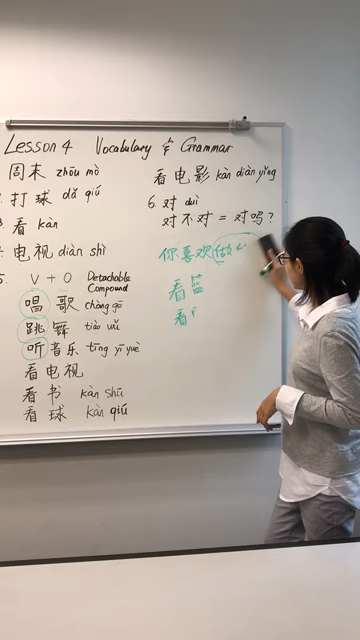 Lesson 4 Vocabulary & Grammar
周末 zhōu mò
打球 dǎ qiú
看 kàn
电视 diàn shì
5. V + O Detachable Compound
唱歌 chàng gē
跳舞 tiào wǔ
听音乐 tīng yī yuè
看电视
看书 kàn shū
看球 kàn qiú
看电影 kàn diàn yǐng
6. 对 duì
对不对 = 对吗?
你喜欢做
看篮
看